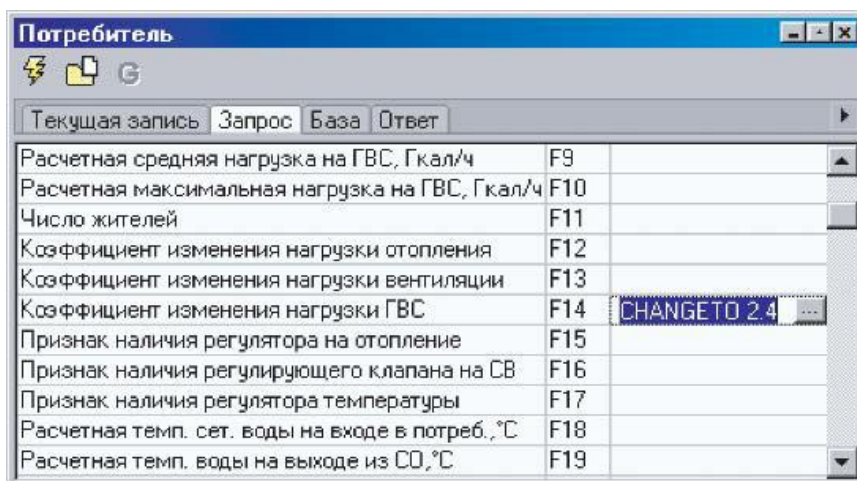 Потребитель
G
Текущая запись Запрос База Ответ
Расчетная средняя нагрузка на ГВС, Гкал/ч F9
Расчетная максимальная нагрузка на ГВС, Гкал/ч F10
Число жителей F11
Коэффициент изменения нагрузки отопления F12
Коэффициент изменения нагрузки вентиляции F13
Коэффициент изменения нагрузки ГВС F14 CHANGETO 2.4 ...
Признак наличия регулятора на отопление F15
Признак наличия регулирующего клапана на СВ F16
Признак наличия регулятора температуры F17
Расчетная темп. сет. воды на входе в потреб.,°C F18
Расчетная темп. воды на выходе из СО,°C F19